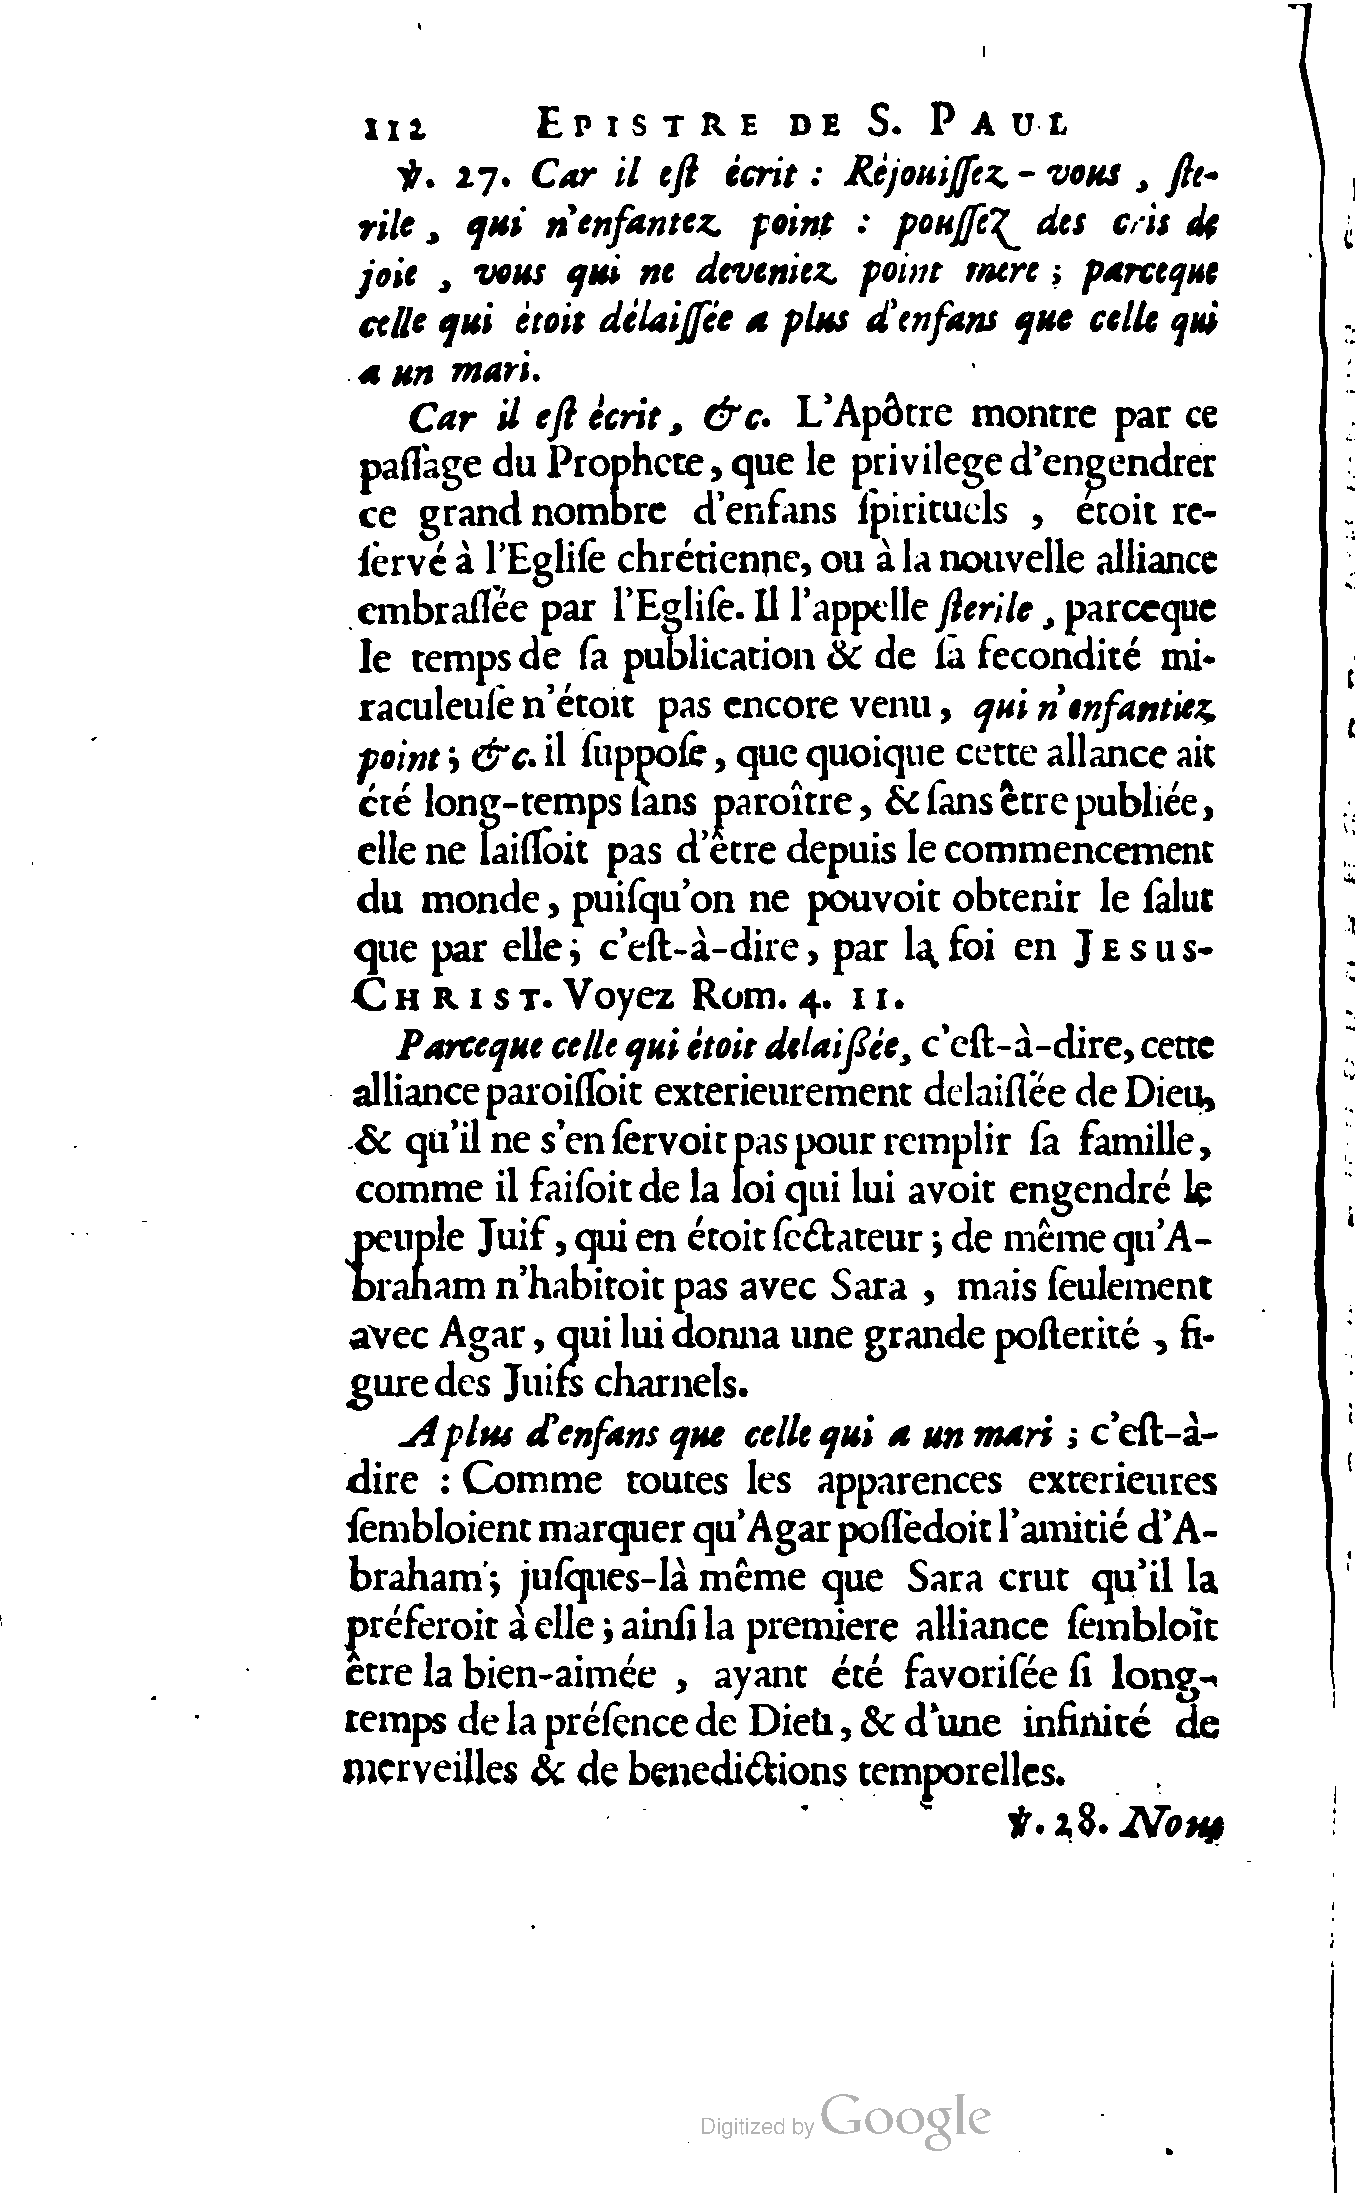 112 EPISTRE DE S. PAUL
℣. 27. Car il eſt écrit : Réjouiſſez-vous, ſte-
rile, qui n'enfantez point : pouſſez des cris de
joie, vous qui ne deveniez point mere ; parceque
celle qui étoit délaiſſée a plus d'enfans que celle qui
a un mari.
Car il eſt écrit, &c. L'Apôtre montre par ce
paſſage du Prophete, que le privilege d'engendrer
ce grand nombre d'enfans ſpirituels, étoit re-
ſervé à l'Egliſe chrétienne, ou à la nouvelle alliance
embraſſée par l'Egliſe. Il l'appelle ſterile, parceque
le temps de ſa publication & de ſa fecondité mi-
raculeuſe n'étoit pas encore venu, qui n'enfantiez
point ; &c. il ſuppoſe, que quoique cette allance ait
été long-temps ſans paroître, & ſans être publiée,
elle ne laiſſoit pas d'être depuis le commencement
du monde, puiſqu'on ne pouvoit obtenir le ſalut
que par elle ; c'eſt-à-dire, par la foi en JESUS-
CHRIST. Voyez Rom. 4. 11.
Parceque celle qui étoit delaißée, c'eſt-à-dire, cette
alliance paroiſſoit exterieurement delaiſſée de Dieu,
& qu'il ne s'en ſervoit pas pour remplir ſa famille,
comme il faiſoit de la loi qui lui avoit engendré le
peuple Juif, qui en étoit ſectateur ; de même qu'A-
braham n'habitoit pas avec Sara, mais ſeulement
avec Agar, qui lui donna une grande poſterité, fi-
gure des Juifs charnels.
A plus d'enfans que celle qui a un mari ; c'eſt-à-
dire : Comme toutes les apparences exterieures
ſembloient marquer qu'Agar poſſedoit l'amitié d'A-
braham ; juſques-là même que Sara crut qu'il la
préferoit à elle ; ainſi la premiere alliance ſembloit
être la bien-aimée, ayant été favoriſée ſi long-
temps de la préſence de Dieu, & d'une infinité de
merveilles & de benedictions temporelles.
℣. 28. Nous
Digitized by Google